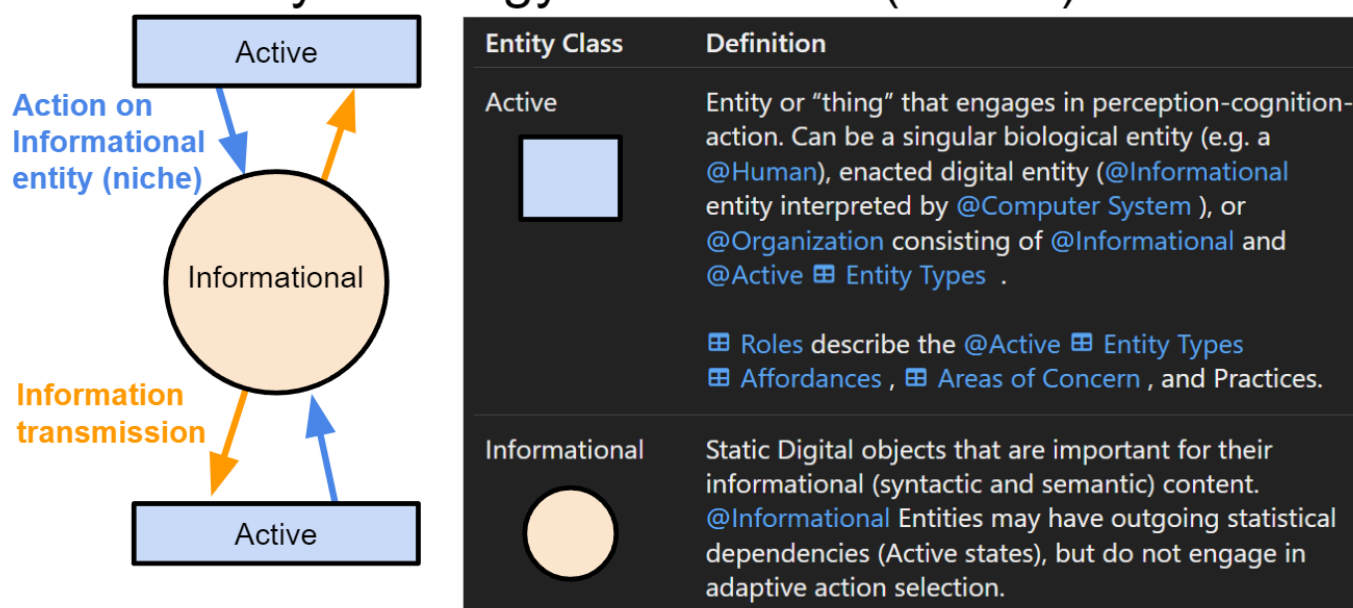 Active
Action on
Informational
entity (niche)
Informational
Information
transmission
Active
Entity Class Definition
Active Entity or “thing” that engages in perception-cognition-
action. Can be a singular biological entity (e.g. a
@Human), enacted digital entity (@Informational
entity interpreted by @Computer System ), or
@Organization consisting of @Informational and
@Active Entity Types .
Roles describe the @Active Entity Types
Affordances , Areas of Concern , and Practices.
Informational Static Digital objects that are important for their
informational (syntactic and semantic) content.
@Informational Entities may have outgoing statistical
dependencies (Active states), but do not engage in
adaptive action selection.